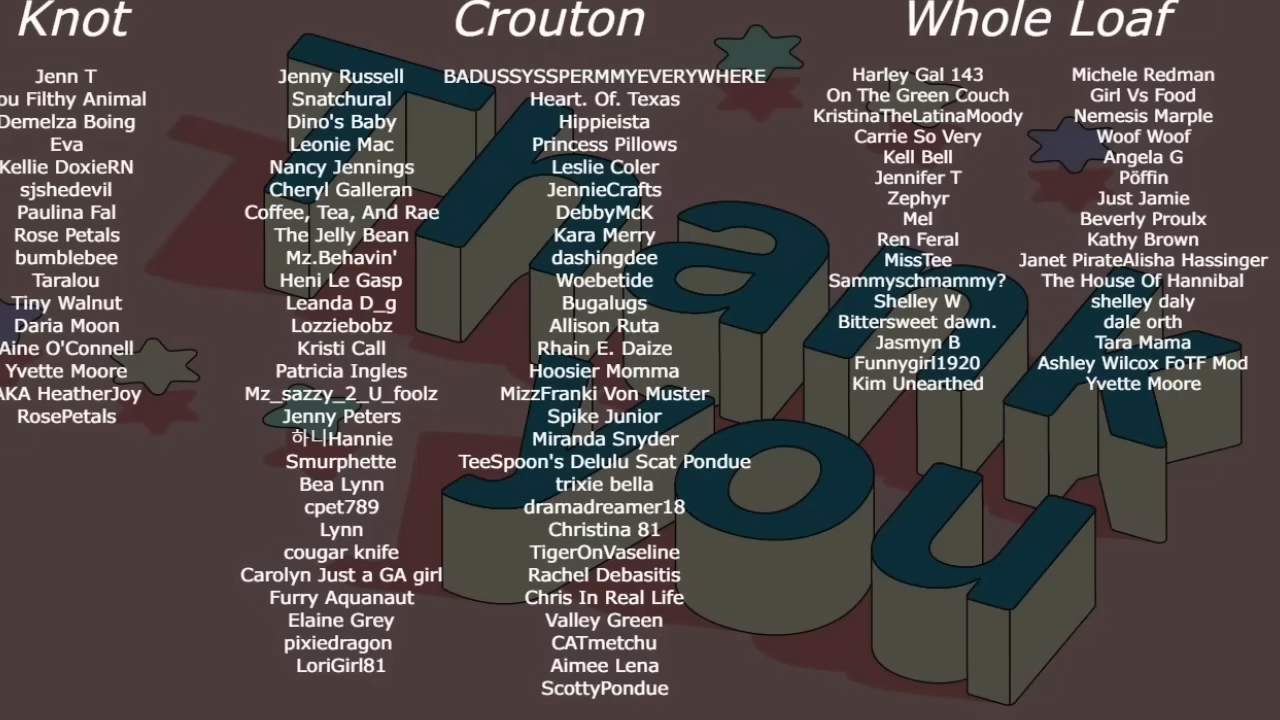 Knot
Jenn T
ou Filthy Animal
Demelza Boing
Eva
Kellie DoxieRN
sjshedevil
Paulina Fal
Rose Petals
bumblebee
Taralou
Tiny Walnut
Daria Moon
Aine O'Connell
Yvette Moore
AKA HeatherJoy
RosePetals
Crouton
Jenny Russell
Snatchural
Dino's Baby
Leonie Mac
Nancy Jennings
Cheryl Galleran
Coffee, Tea, And Rae
The Jelly Bean
Mz.Behavin'
Heni Le Gasp
Leanda D_g
Lozziebobz
Kristi Call
Patricia Ingles
Mz_sazzy_2_U_foolz
Jenny Peters
하니Hannie
Smurphette
Bea Lynn
cpet789
Lynn
cougar knife
Carolyn Just a GA girl
Furry Aquanaut
Elaine Grey
pixiedragon
LoriGirl81
BADUSSYSSPERMMYEVERYWHERE
Heart. Of. Texas
Hippieista
Princess Pillows
Leslie Coler
JennieCrafts
DebbyMcK
Kara Merry
dashingdee
Woebetide
Bugalugs
Allison Ruta
Rhain E. Daize
Hoosier Momma
MizzFranki Von Muster
Spike Junior
Miranda Snyder
TeeSpoon's Delulu Scat Pondue
trixie bella
dramadreamer18
Christina 81
TigerOnVaseline
Rachel Debasitis
Chris In Real Life
Valley Green
CATmetchu
Aimee Lena
ScottyPondue
Whole Loaf
Harley Gal 143
On The Green Couch
KristinaTheLatinaMoody
Carrie So Very
Kell Bell
Jennifer T
Zephyr
Mel
Ren Feral
MissTee
Sammyschmammy?
Shelley W
Bittersweet dawn.
Jasmyn B
Funnygirl1920
Kim Unearthed
Michele Redman
Girl Vs Food
Nemesis Marple
Woof Woof
Angela G
Pöffin
Just Jamie
Beverly Proulx
Kathy Brown
Janet PirateAlisha Hassinger
The House Of Hannibal
shelley daly
dale orth
Tara Mama
Ashley Wilcox FoTF Mod
Yvette Moore
Thank
you